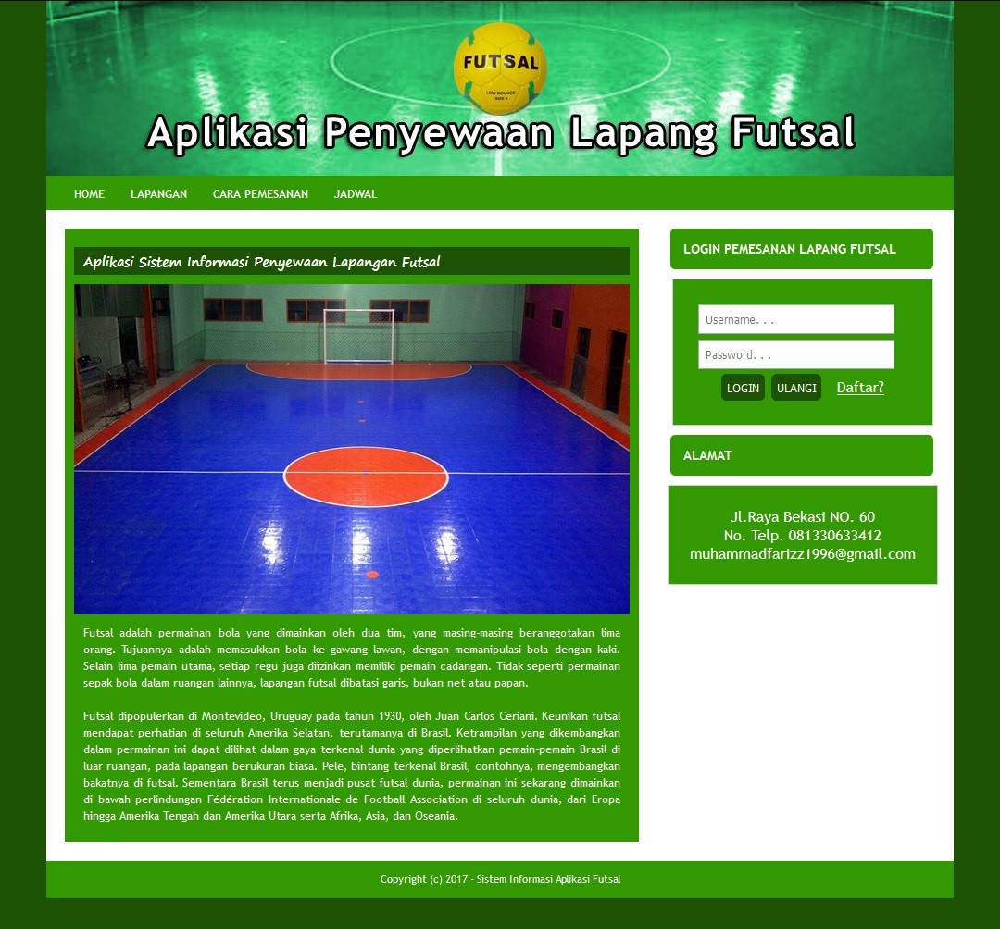 FUTSAL
LOW BOUNCE
SIZE 4
Aplikasi Penyewaan Lapang Futsal
HOME LAPANGAN CARA PEMESANAN JADWAL
Aplikasi Sistem Informasi Penyewaan Lapangan Futsal
Futsal adalah permainan bola yang dimainkan oleh dua tim, yang masing-masing beranggotakan lima
orang. Tujuannya adalah memasukkan bola ke gawang lawan, dengan memanipulasi bola dengan kaki.
Selain lima pemain utama, setiap regu juga diizinkan memiliki pemain cadangan. Tidak seperti permainan
sepak bola dalam ruangan lainnya, lapangan futsal dibatasi garis, bukan net atau papan.
Futsal dipopulerkan di Montevideo, Uruguay pada tahun 1930, oleh Juan Carlos Ceriani. Keunikan futsal
mendapat perhatian di seluruh Amerika Selatan, terutamanya di Brasil. Ketrampilan yang dikembangkan
dalam permainan ini dapat dilihat dalam gaya terkenal dunia yang diperlihatkan pemain-pemain Brasil di
luar ruangan, pada lapangan berukuran biasa. Pele, bintang terkenal Brasil, contohnya, mengembangkan
bakatnya di futsal. Sementara Brasil terus menjadi pusat futsal dunia, permainan ini sekarang dimainkan
di bawah perlindungan Fédération Internationale de Football Association di seluruh dunia, dari Eropa
hingga Amerika Tengah dan Amerika Utara serta Afrika, Asia, dan Oseania.
LOGIN PEMESANAN LAPANG FUTSAL
Username. . .
Password. . .
LOGIN ULANGI Daftar?
ALAMAT
Jl.Raya Bekasi NO. 60
No. Telp. 081330633412
muhammadfarizz1996@gmail.com
Copyright (c) 2017 - Sistem Informasi Aplikasi Futsal